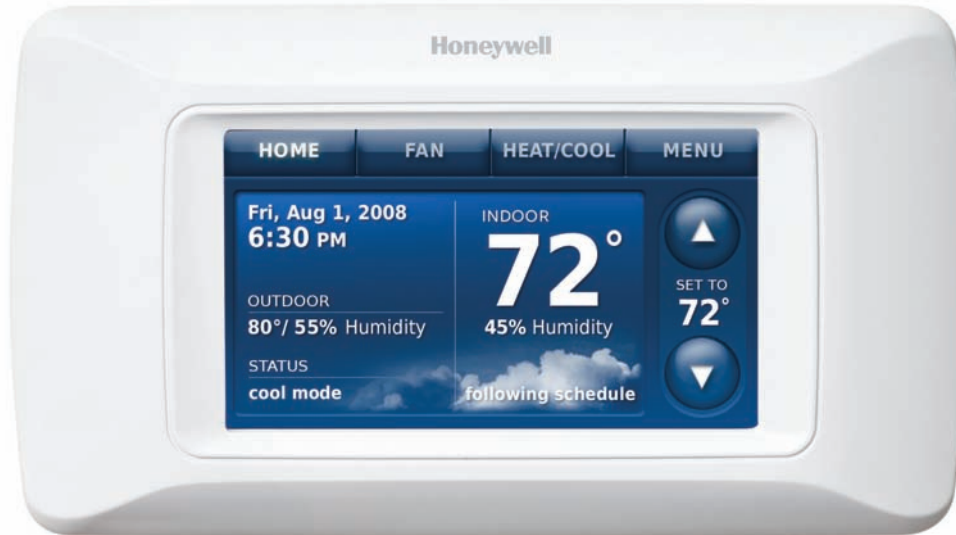 Honeywell
HOME FAN HEAT/COOL MENU
Fri, Aug 1, 2008
6:30 PM
OUTDOOR
80°/ 55% Humidity
STATUS
cool mode
INDOOR
72°
45% Humidity
following schedule
SET TO
72°